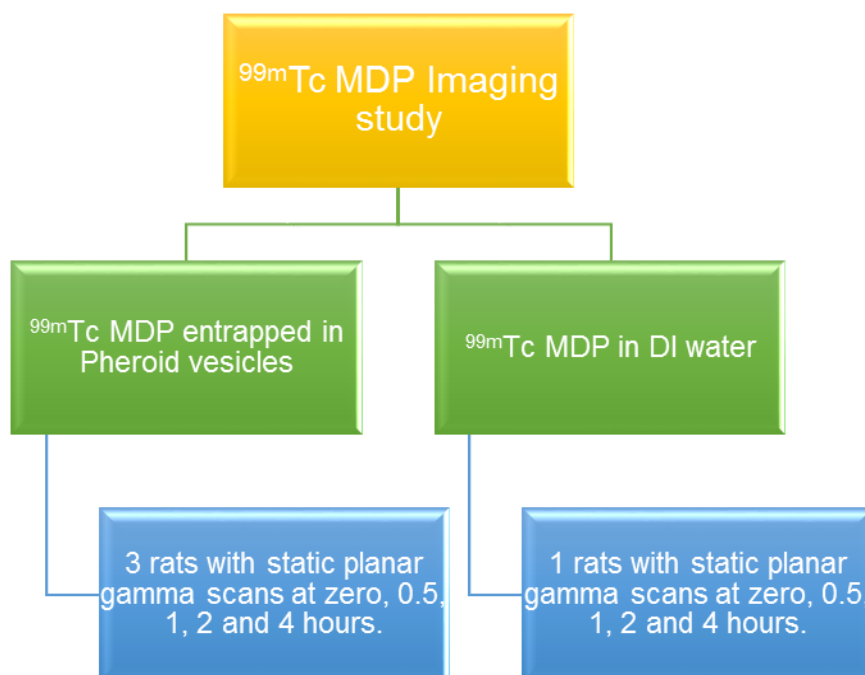 ⁹⁹ᵐTc MDP Imaging
study
⁹⁹ᵐTc MDP entrapped in
Pheroid vesicles
⁹⁹ᵐTc MDP in DI water
3 rats with static planar
gamma scans at zero, 0.5,
1, 2 and 4 hours.
1 rats with static planar
gamma scans at zero, 0.5,
1, 2 and 4 hours.